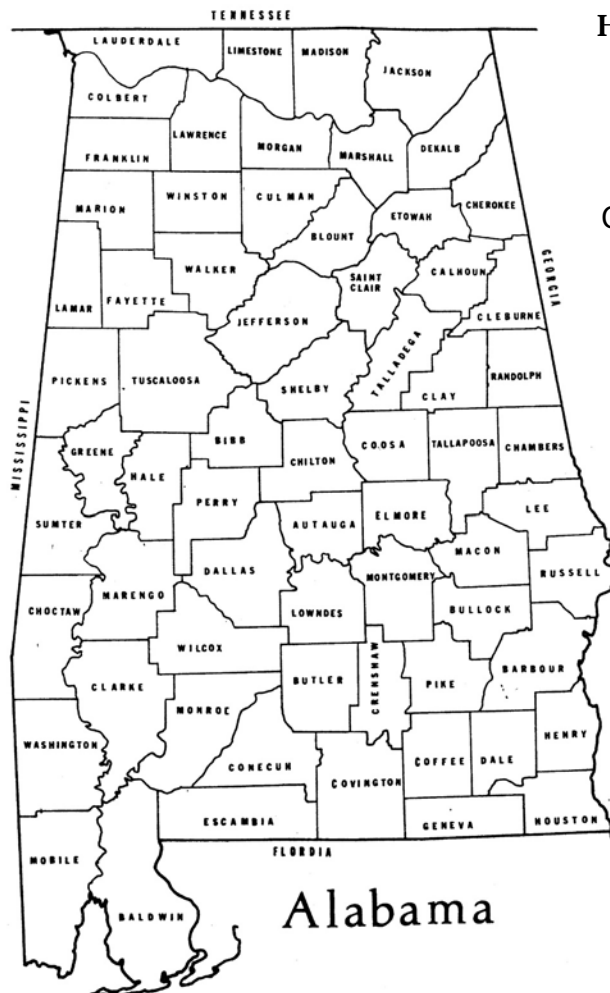 TENNESSEE
H
LAUDERDALE
LIMESTONE
MADISON
JACKSON
COLBERT
LAWRENCE
MORGAN
MARSHALL
DEKALB
FRANKLIN
MARION
WINSTON
CULMAN
CHEROKEE
ETOWAH
C
BLOUNT
WALKER
SAINT
CLAIR
CALHOUN
GEORGIA
LAMAR
FAYETTE
JEFFERSON
CLEBURNE
TALLADEGA
PICKENS
TUSCALOOSA
SHELBY
CLAY
RANDOLPH
MISSISSIPPI
GREENE
BIBB
COOSA
TALLAPOOSA
CHAMBERS
HALE
CHILTON
PERRY
SUMTER
AUTAUGA
ELMORE
LEE
MACON
DALLAS
MONTGOMERY
RUSSELL
CHOCTAW
MARENGO
LOWNDES
BULLOCK
WILCOX
CRENSHAW
BARBOUR
CLARKE
BUTLER
PIKE
MONROE
WASHINGTON
HENRY
CONECUH
COVINGTON
COFFEE
DALE
ESCAMBIA
GENEVA
HOUSTON
FLORDIA
MOBILE
BALDWIN
Alabama